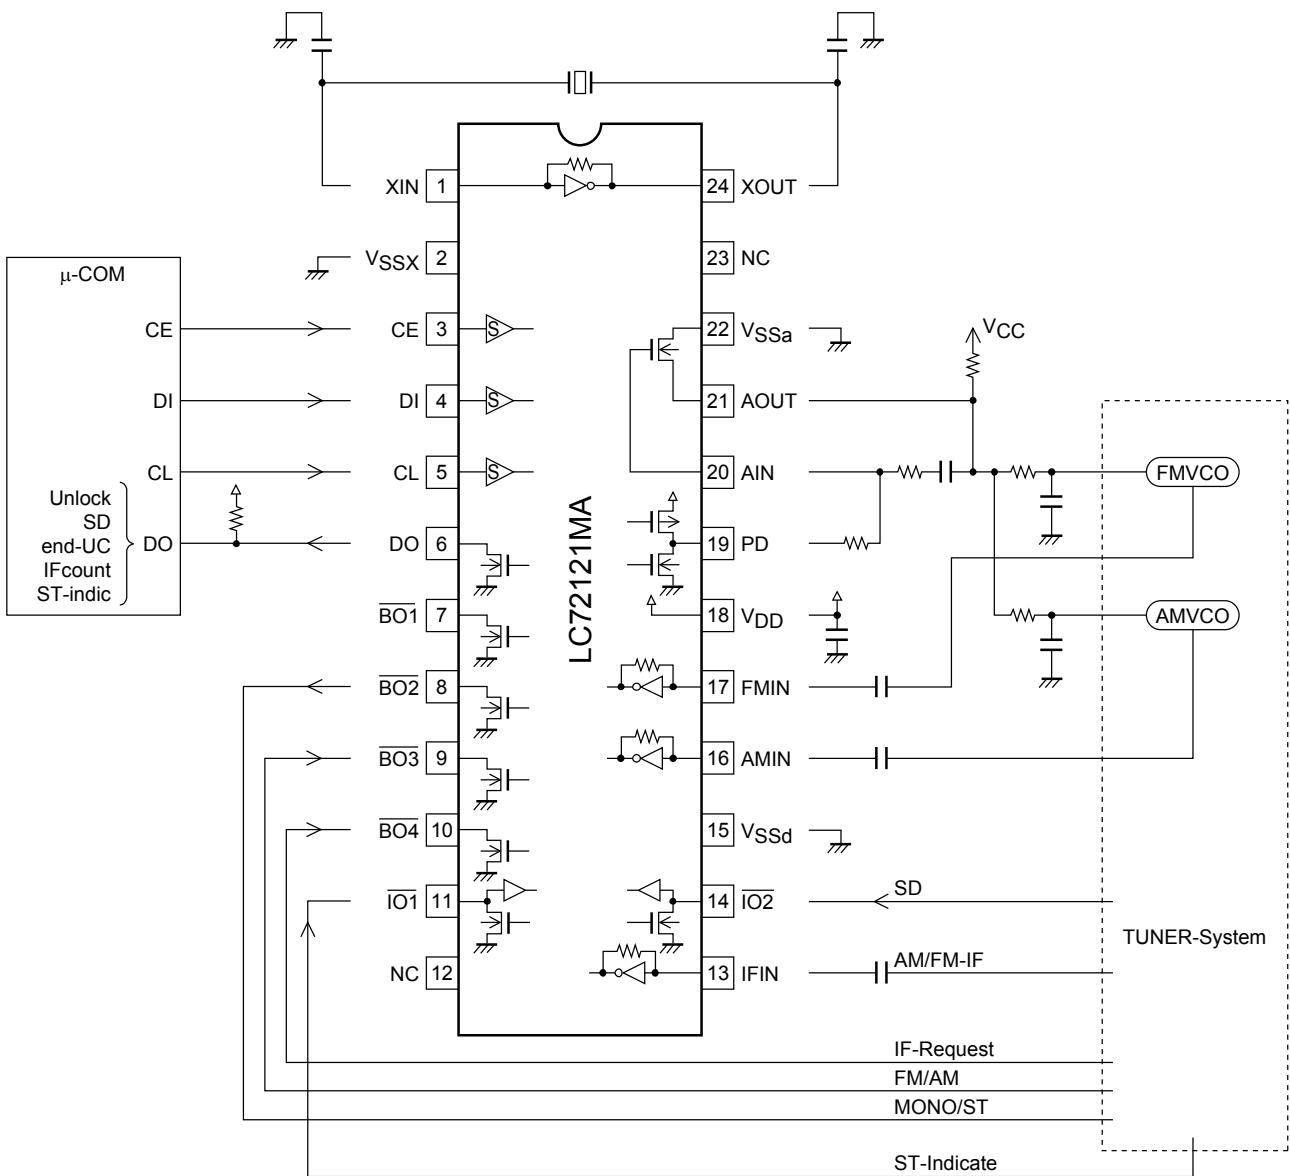 XIN 1
24 XOUT
VSSX 2
23 NC
μ-COM
CE
CE 3
S
22 VSSa
VCC
DI
DI 4
S
21 AOUT
CL
CL 5
S
20 AIN
FMVCO
Unlock
SD
end-UC
IFcount
ST-indic
DO
DO 6
19 PD
LC72121MA
BO1 7
18 VDD
AMVCO
BO2 8
17 FMIN
BO3 9
16 AMIN
BO4 10
15 VSSd
IO1 11
14 IO2
SD
TUNER-System
NC 12
13 IFIN
AM/FM-IF
IF-Request
FM/AM
MONO/ST
ST-Indicate